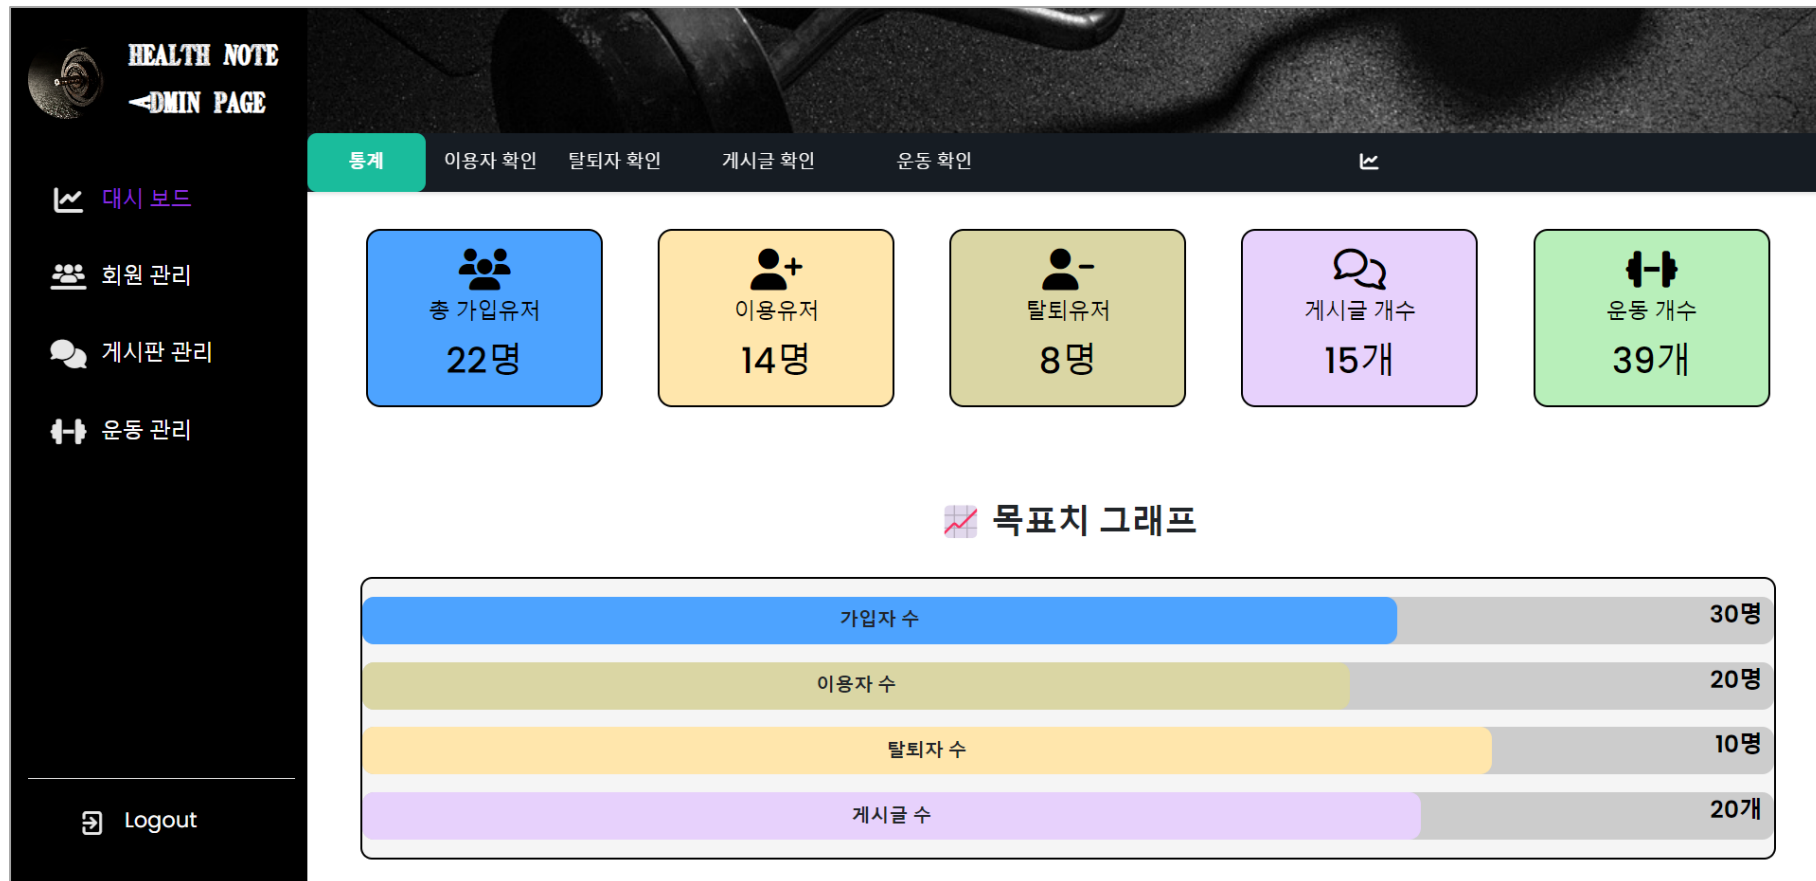 HEALTH NOTE
ADMIN PAGE
대시 보드
회원 관리
게시판 관리
운동 관리
Logout
통계 이용자 확인 탈퇴자 확인 게시글 확인 운동 확인
총 가입유저
22명
이용유저
14명
탈퇴유저
8명
게시글 개수
15개
운동 개수
39개
📈 목표치 그래프
가입자 수 30명
이용자 수 20명
탈퇴자 수 10명
게시글 수 20개